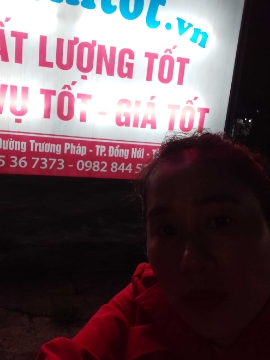 tot.vn
ẤT LƯỢNG TỐT
VỤ TỐT - GIÁ TỐT
Đường Trương Pháp - TP. Đồng Hới - T
5 36 7373 - 0982 844 5